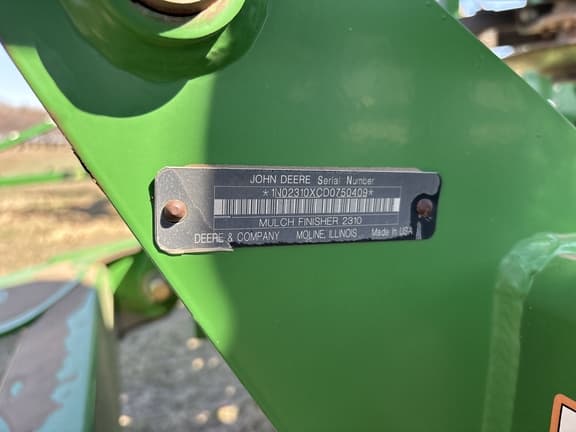 JOHN DEERE Serial Number
*1N02310XCD0750409*
MULCH FINISHER 2310
DEERE & COMPANY MOLINE, ILLINOIS Made In USA